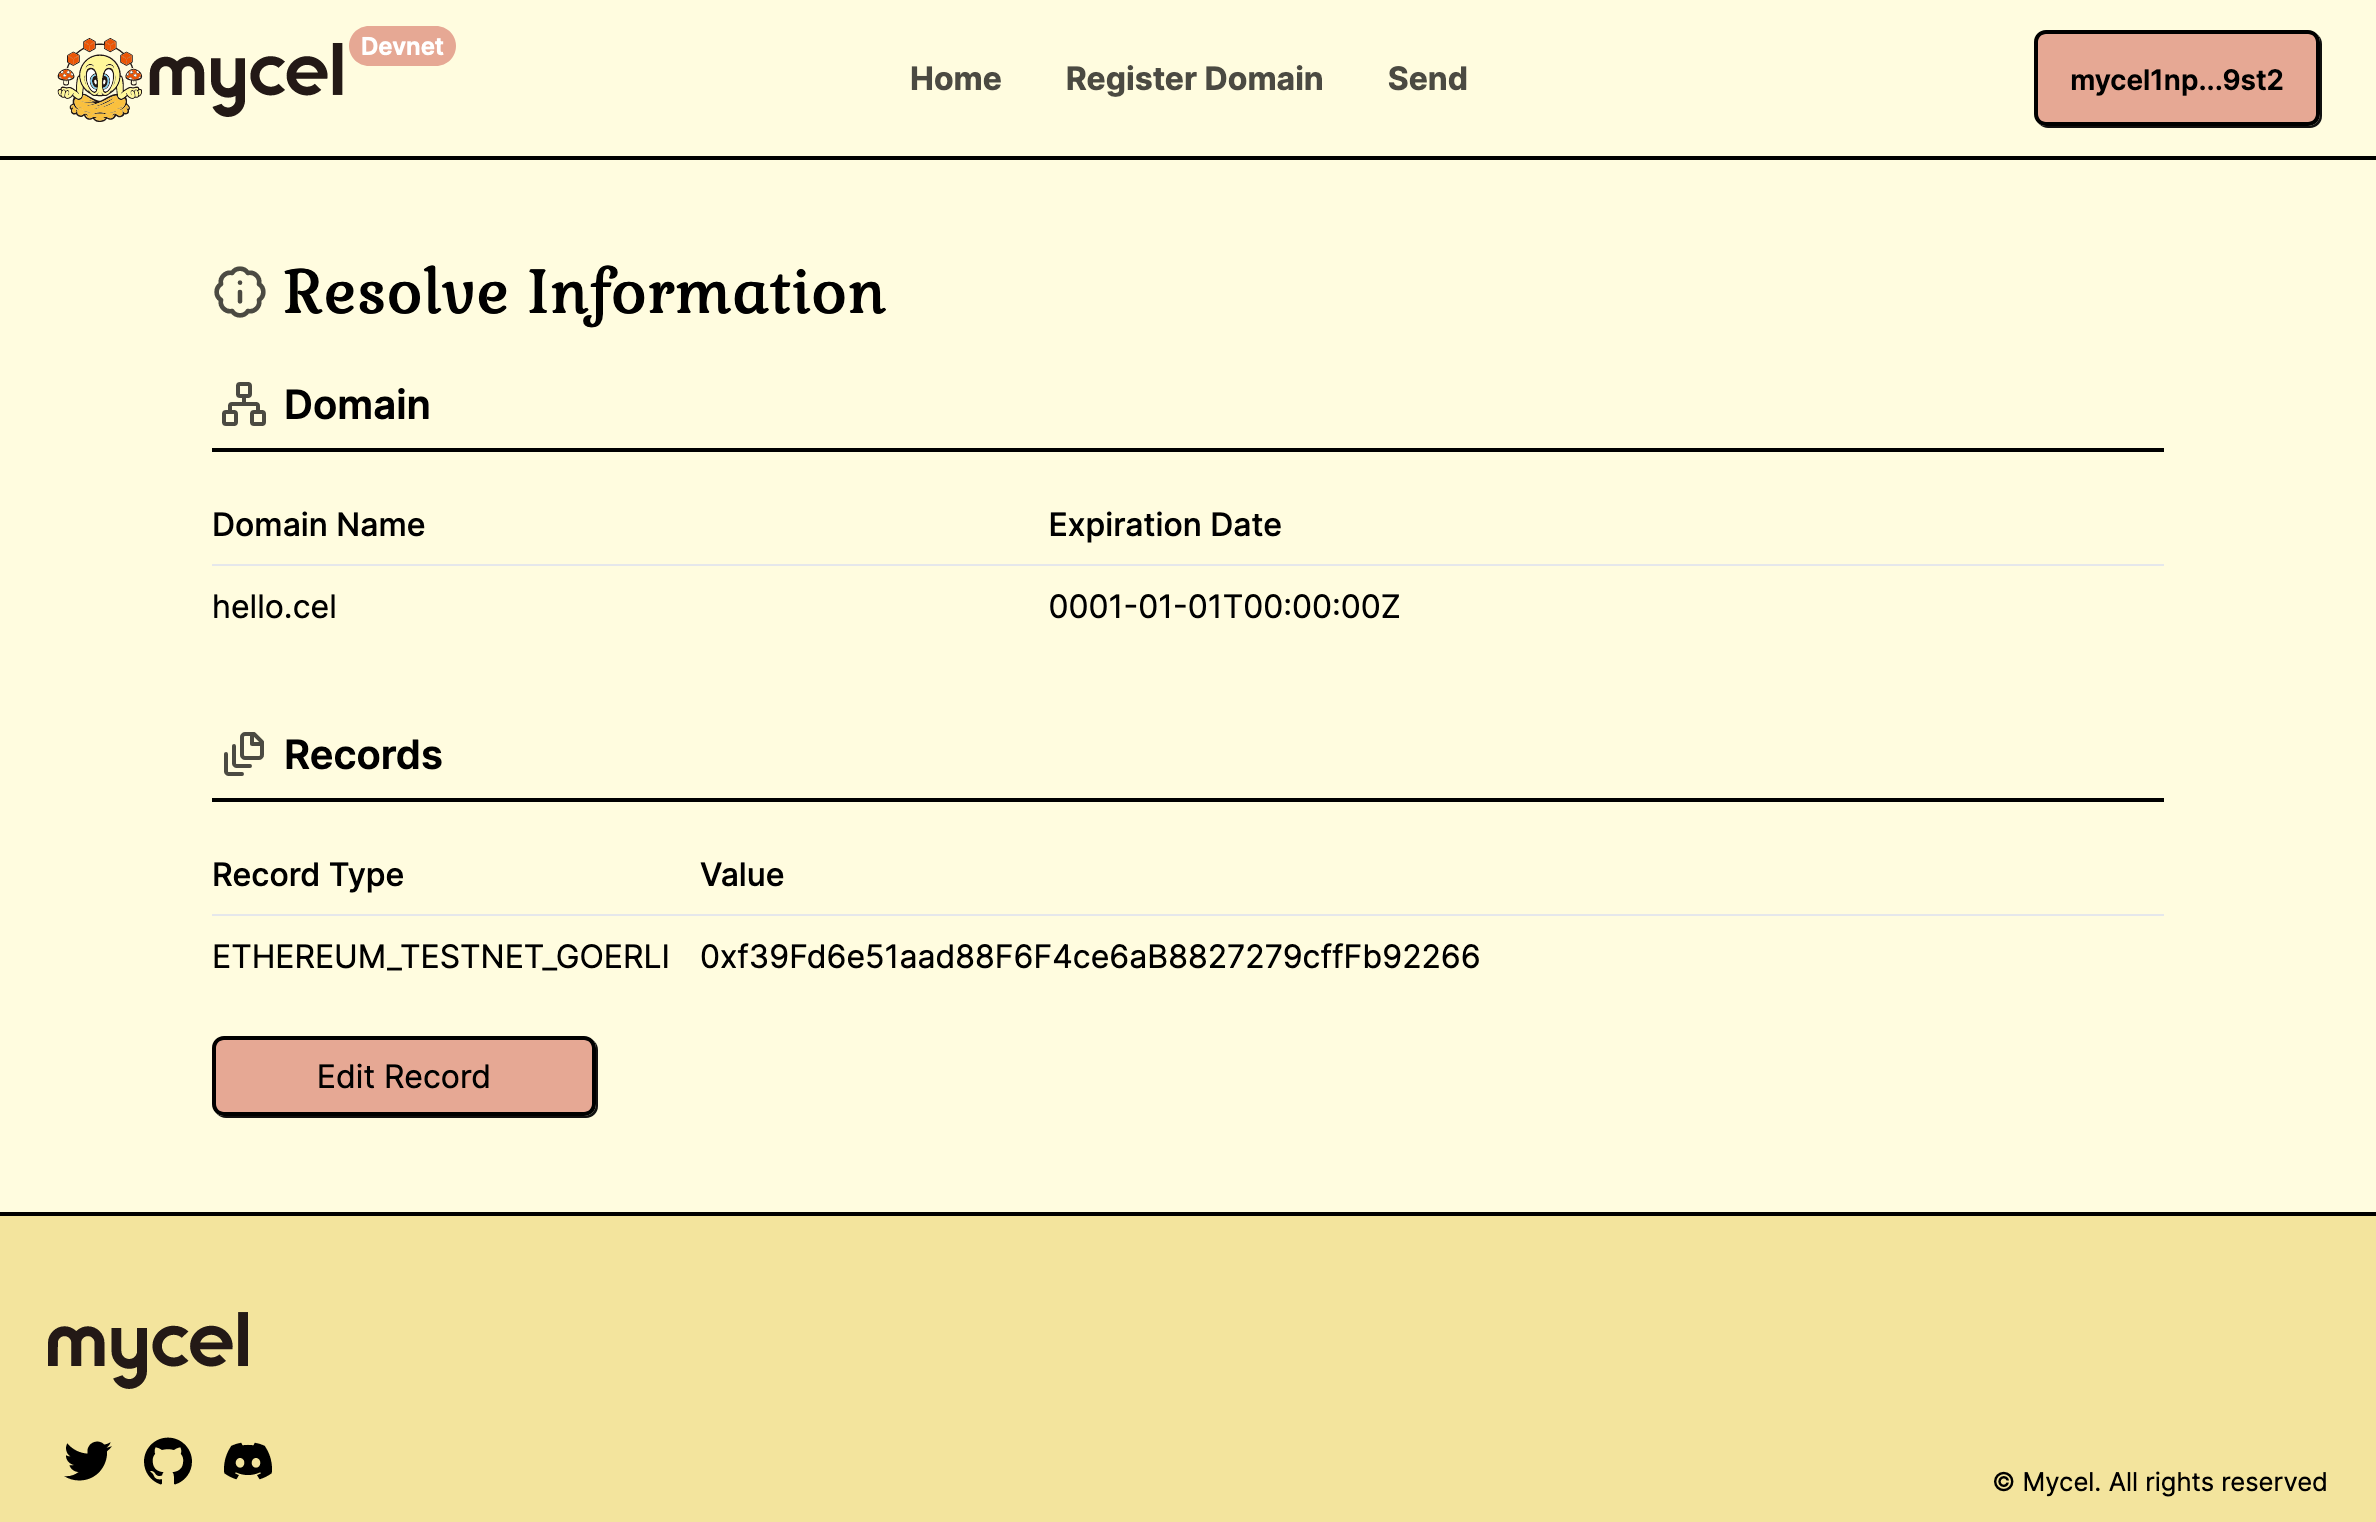 mycel
Devnet
Home
Register Domain
Send
mycel1np...9st2
Resolve Information
Domain
Domain Name
Expiration Date
hello.cel
0001-01-01T00:00:00Z
Records
Record Type
Value
ETHEREUM_TESTNET_GOERLI
0xf39Fd6e51aad88F6F4ce6aB8827279cffFb92266
Edit Record
mycel
© Mycel. All rights reserved